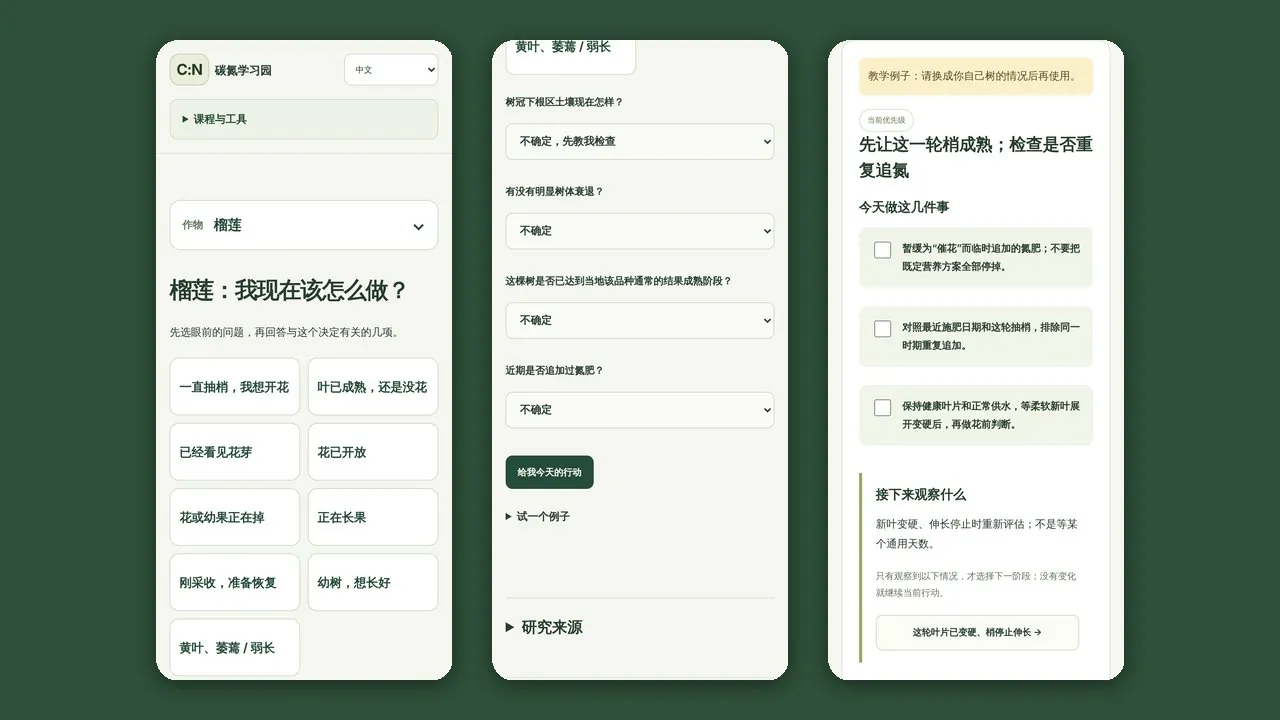 C:N 碳氮学习园
中文
课程与工具
作物 榴莲
榴莲：我现在该怎么做？
先选眼前的问题，再回答与这个决定有关的几项。
一直抽梢，我想开花
叶已成熟，还是没花
已经看见花芽
花已开放
花或幼果正在掉
正在长果
刚采收，准备恢复
幼树，想长好
黄叶、萎蔫 / 弱长
黄叶、萎蔫 / 弱长
树冠下根区土壤现在怎样？
不确定，先教我检查
有没有明显树体衰退？
不确定
这棵树是否已达到当地该品种通常的结果成熟阶段？
不确定
近期是否追加过氮肥？
不确定
给我今天的行动
试一个例子
研究来源
教学例子：请换成你自己树的情况后再使用。
当前优先级
先让这一轮梢成熟；检查是否重
复追氮
今天做这几件事
暂缓为“催花”而临时追加的氮肥；不要把
既定营养方案全部停掉。
对照最近施肥日期和这轮抽梢，排除同一
时期重复追加。
保持健康叶片和正常供水，等柔软新叶展
开变硬后，再做花前判断。
接下来观察什么
新叶变硬、伸长停止时重新评估；不是等某
个通用天数。
只有观察到以下情况，才选择下一阶段；没有变化
就继续当前行动。
这轮叶片已变硬、梢停止伸长 →